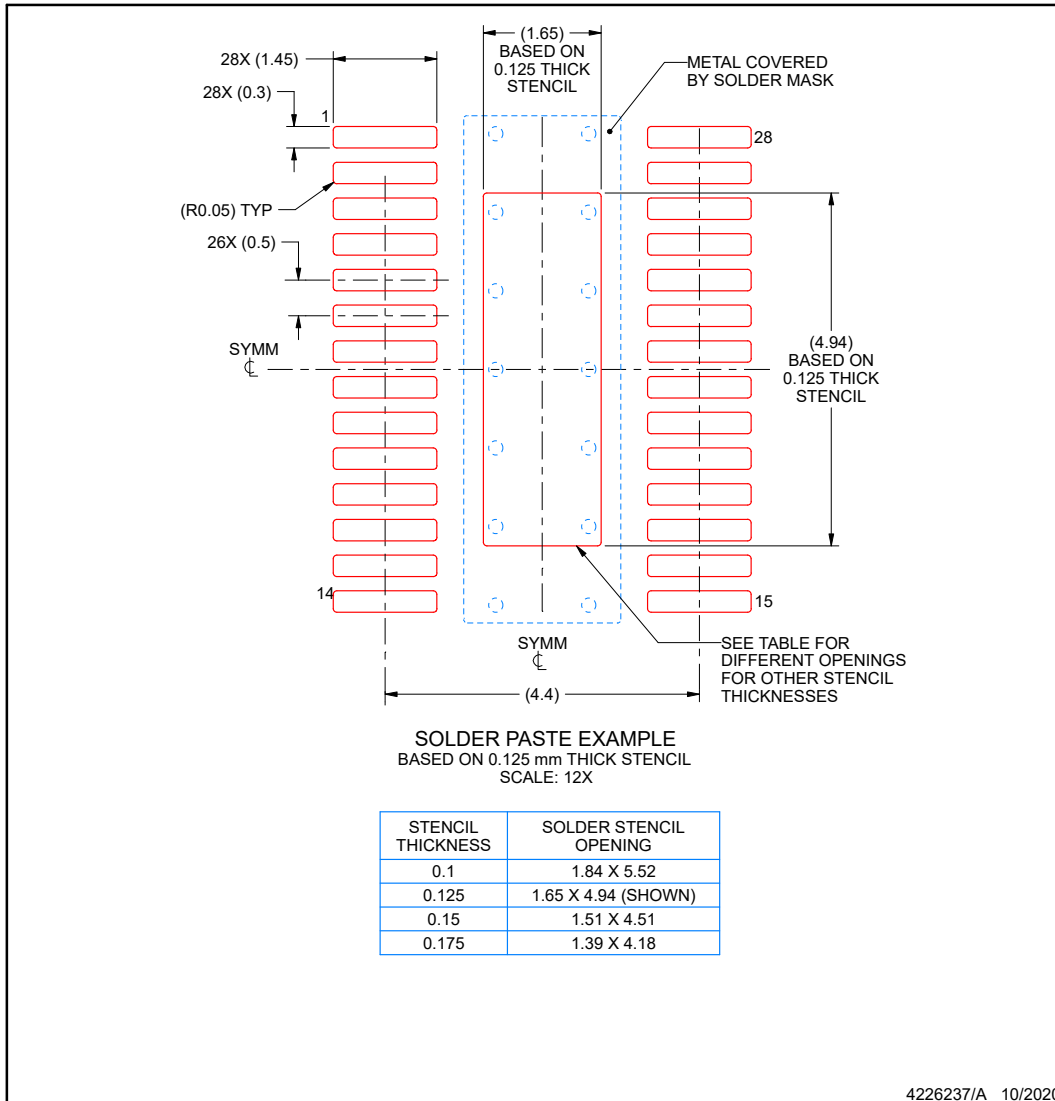 (1.65)
BASED ON
0.125 THICK
STENCIL
METAL COVERED
BY SOLDER MASK
28X (1.45)
28X (0.3)
1
28
(R0.05) TYP
26X (0.5)
SYMM
℄
(4.94)
BASED ON
0.125 THICK
STENCIL
14
15
SYMM
℄
SEE TABLE FOR
DIFFERENT OPENINGS
FOR OTHER STENCIL
THICKNESSES
(4.4)
SOLDER PASTE EXAMPLE
BASED ON 0.125 mm THICK STENCIL
SCALE: 12X
STENCIL
THICKNESS
SOLDER STENCIL
OPENING
0.1
1.84 X 5.52
0.125
1.65 X 4.94 (SHOWN)
0.15
1.51 X 4.51
0.175
1.39 X 4.18
4226237/A 10/2020